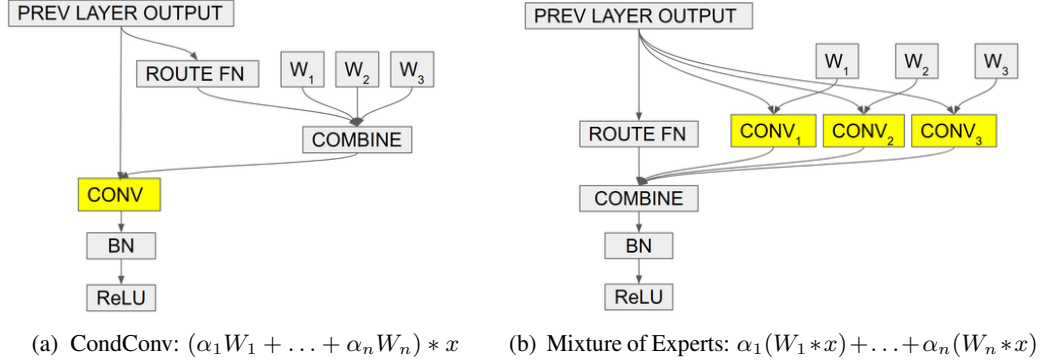 PREV LAYER OUTPUT
ROUTE FN
W₁
W₂
W₃
COMBINE
CONV
BN
ReLU
(a) CondConv: (α₁W₁ + . . . + αₙWₙ) ∗ x
PREV LAYER OUTPUT
W₁
W₂
W₃
ROUTE FN
CONV₁
CONV₂
CONV₃
COMBINE
BN
ReLU
(b) Mixture of Experts: α₁(W₁∗x)+. . .+αₙ(Wₙ∗x)